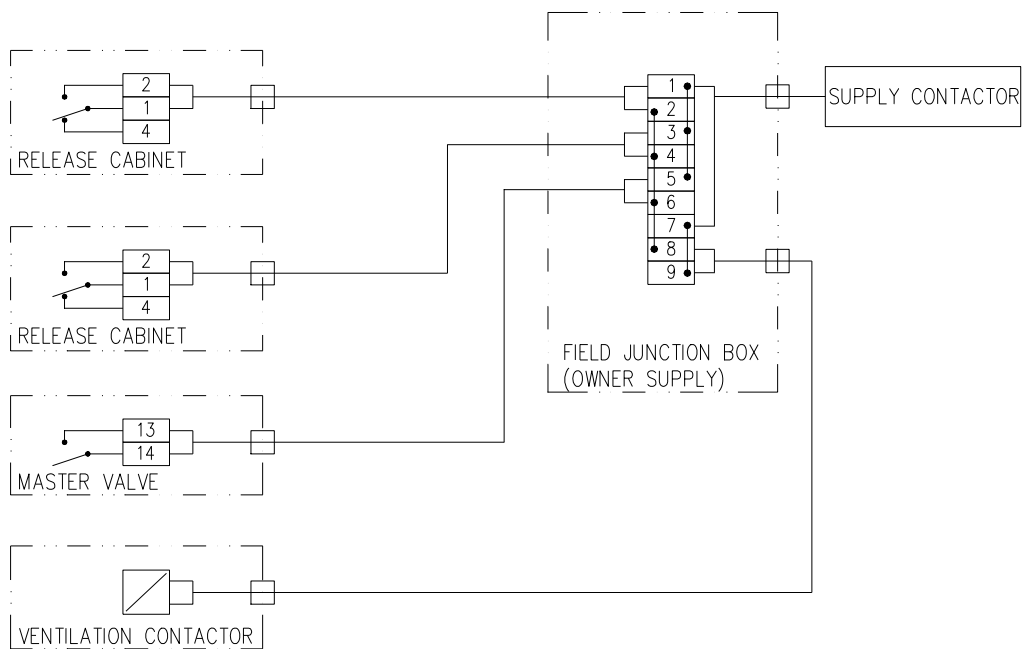 2
1
4
RELEASE CABINET
2
1
4
RELEASE CABINET
13
14
MASTER VALVE
VENTILATION CONTACTOR
1
2
3
4
5
6
7
8
9
FIELD JUNCTION BOX
(OWNER SUPPLY)
SUPPLY CONTACTOR